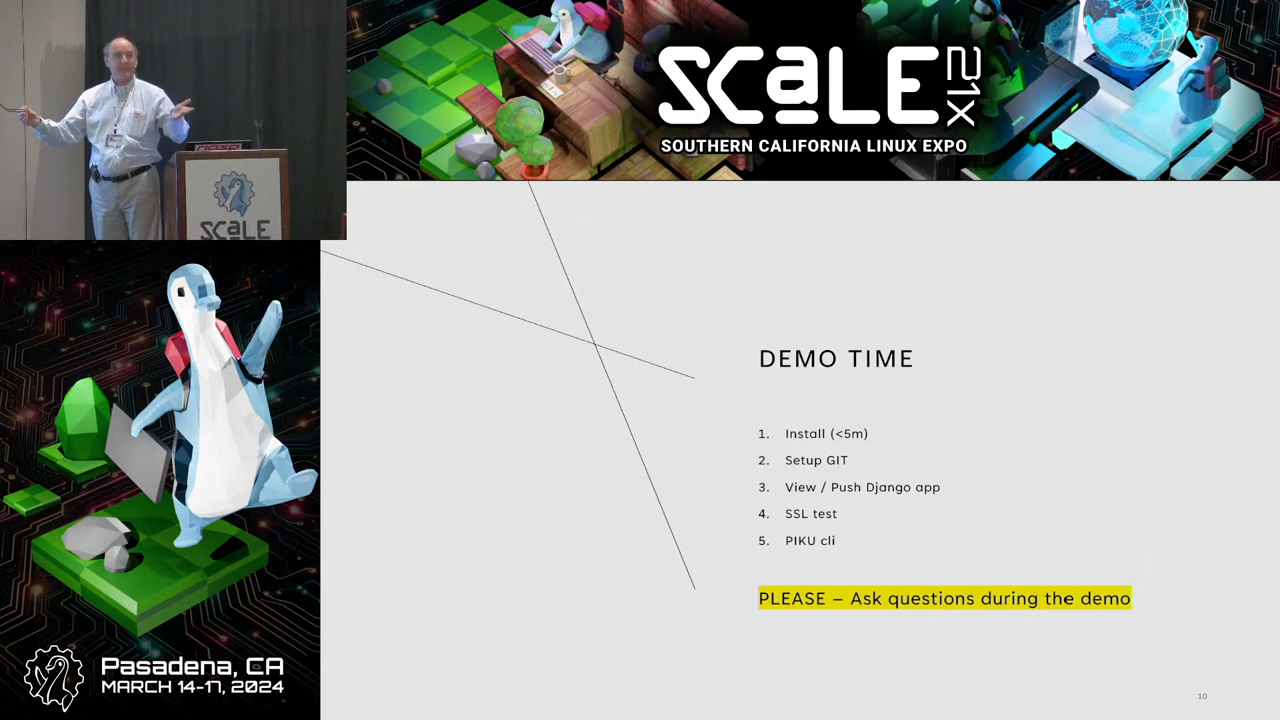 SCALE 21X
SOUTHERN CALIFORNIA LINUX EXPO
SCALE
DEMO TIME
1. Install (<5m)
2. Setup GIT
3. View / Push Django app
4. SSL test
5. PIKU cli
PLEASE – Ask questions during the demo
Pasadena, CA
MARCH 14-17, 2024
10